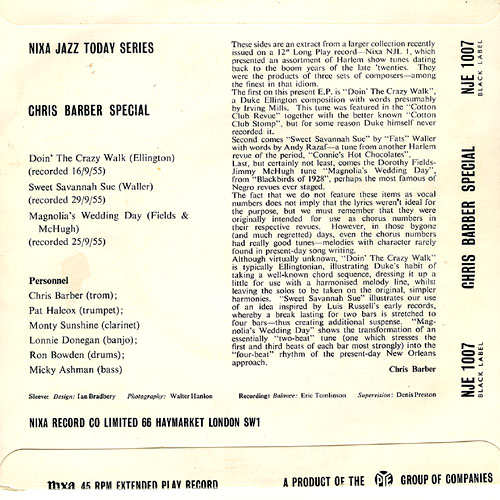 NIXA JAZZ TODAY SERIES
CHRIS BARBER SPECIAL
Doin' The Crazy Walk (Ellington)
(recorded 16/9/55)
Sweet Savannah Sue (Waller)
(recorded 29/9/55)
Magnolia's Wedding Day (Fields &
McHugh)
(recorded 25/9/55)
Personnel
Chris Barber (trom);
Pat Halcox (trumpet);
Monty Sunshine (clarinet)
Lonnie Donegan (banjo);
Ron Bowden (drums);
Micky Ashman (bass)
These sides are an extract from a larger collection recently
issued on a 12" Long Play record—Nixa NJL 1, which
presented an assortment of Harlem show tunes dating
back to the boom years of the late 'twenties. They
were the products of three sets of composers—among
the finest in that idiom.
The first on this present E.P. is "Doin' The Crazy Walk",
a Duke Ellington composition with words presumably
by Irving Mills. This tune was featured in the "Cotton
Club Revue" together with the better known "Cotton
Club Stomp", but for some reason Duke himself never
recorded it.
Second comes "Sweet Savannah Sue" by "Fats" Waller
with words by Andy Razaf—a tune from another Harlem
revue of the period, "Connie's Hot Chocolates".
Last, but certainly not least, comes the Dorothy Fields-
Jimmy McHugh tune "Magnolia's Wedding Day",
from "Blackbirds of 1928", perhaps the most famous of
Negro revues ever staged.
The fact that we do not feature these items as vocal
numbers does not imply that the lyrics weren't ideal for
the purpose, but we must remember that they were
originally intended for use as chorus numbers in
their respective revues. However, in those bygone
(and much regretted) days, even the chorus numbers
had really good tunes—melodies with character rarely
found in present-day song writing.
Although virtually unknown, "Doin' The Crazy Walk"
is typically Ellingtonian, illustrating Duke's habit of
taking a well-known chord sequence, dressing it up a
little for use with a harmonised melody line, whilst
leaving the solos to be taken on the original, simpler
harmonies. "Sweet Savannah Sue" illustrates our use
of an idea inspired by Luis Russell's early records,
whereby a break lasting for two bars is stretched to
four bars—thus creating additional suspense. "Mag-
nolia's Wedding Day" shows the transformation of an
essentially "two-beat" tune (one which stresses the
first and third beats of each bar most strongly) into the
"four-beat" rhythm of the present-day New Orleans
approach.
Chris Barber
Sleeve: Design: Ian Bradbery Photography: Walter Hanlon Recording: Balance: Eric Tomlinson Supervision: Denis Preston
NIXA RECORD CO LIMITED 66 HAYMARKET LONDON SW1
NJE 1007
BLACK LABEL
CHRIS BARBER SPECIAL
NJE 1007
BLACK LABEL
nixa 45 RPM EXTENDED PLAY RECORD
A PRODUCT OF THE PYE GROUP OF COMPANIES